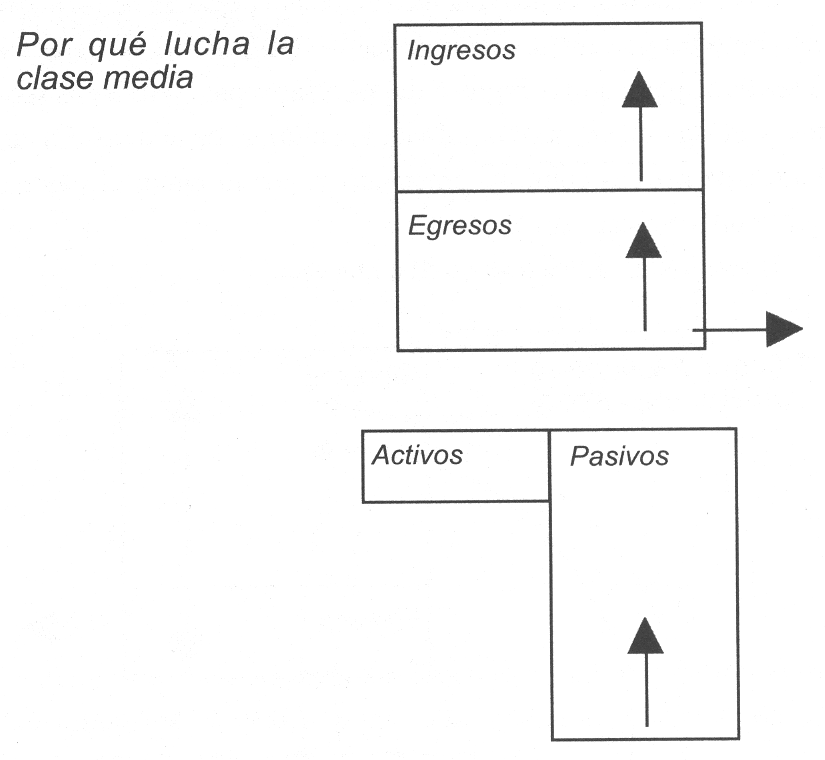 Por qué lucha la
clase media
Ingresos
Egresos
Activos
Pasivos